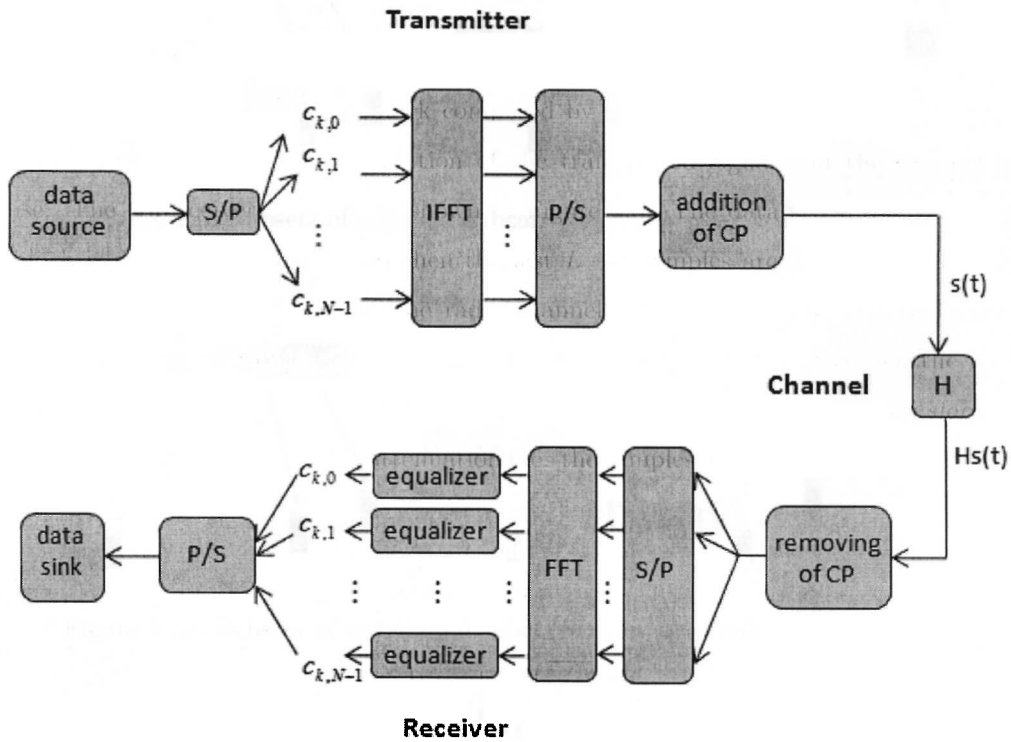 Transmitter
data
source
S/P
c_{k,0}
c_{k,1}
...
c_{k,N-1}
IFFT
...
P/S
addition
of CP
s(t)
Channel
H
Hs(t)
removing
of CP
S/P
...
FFT
equalizer
equalizer
...
equalizer
c_{k,0}
c_{k,1}
...
c_{k,N-1}
P/S
data
sink
Receiver